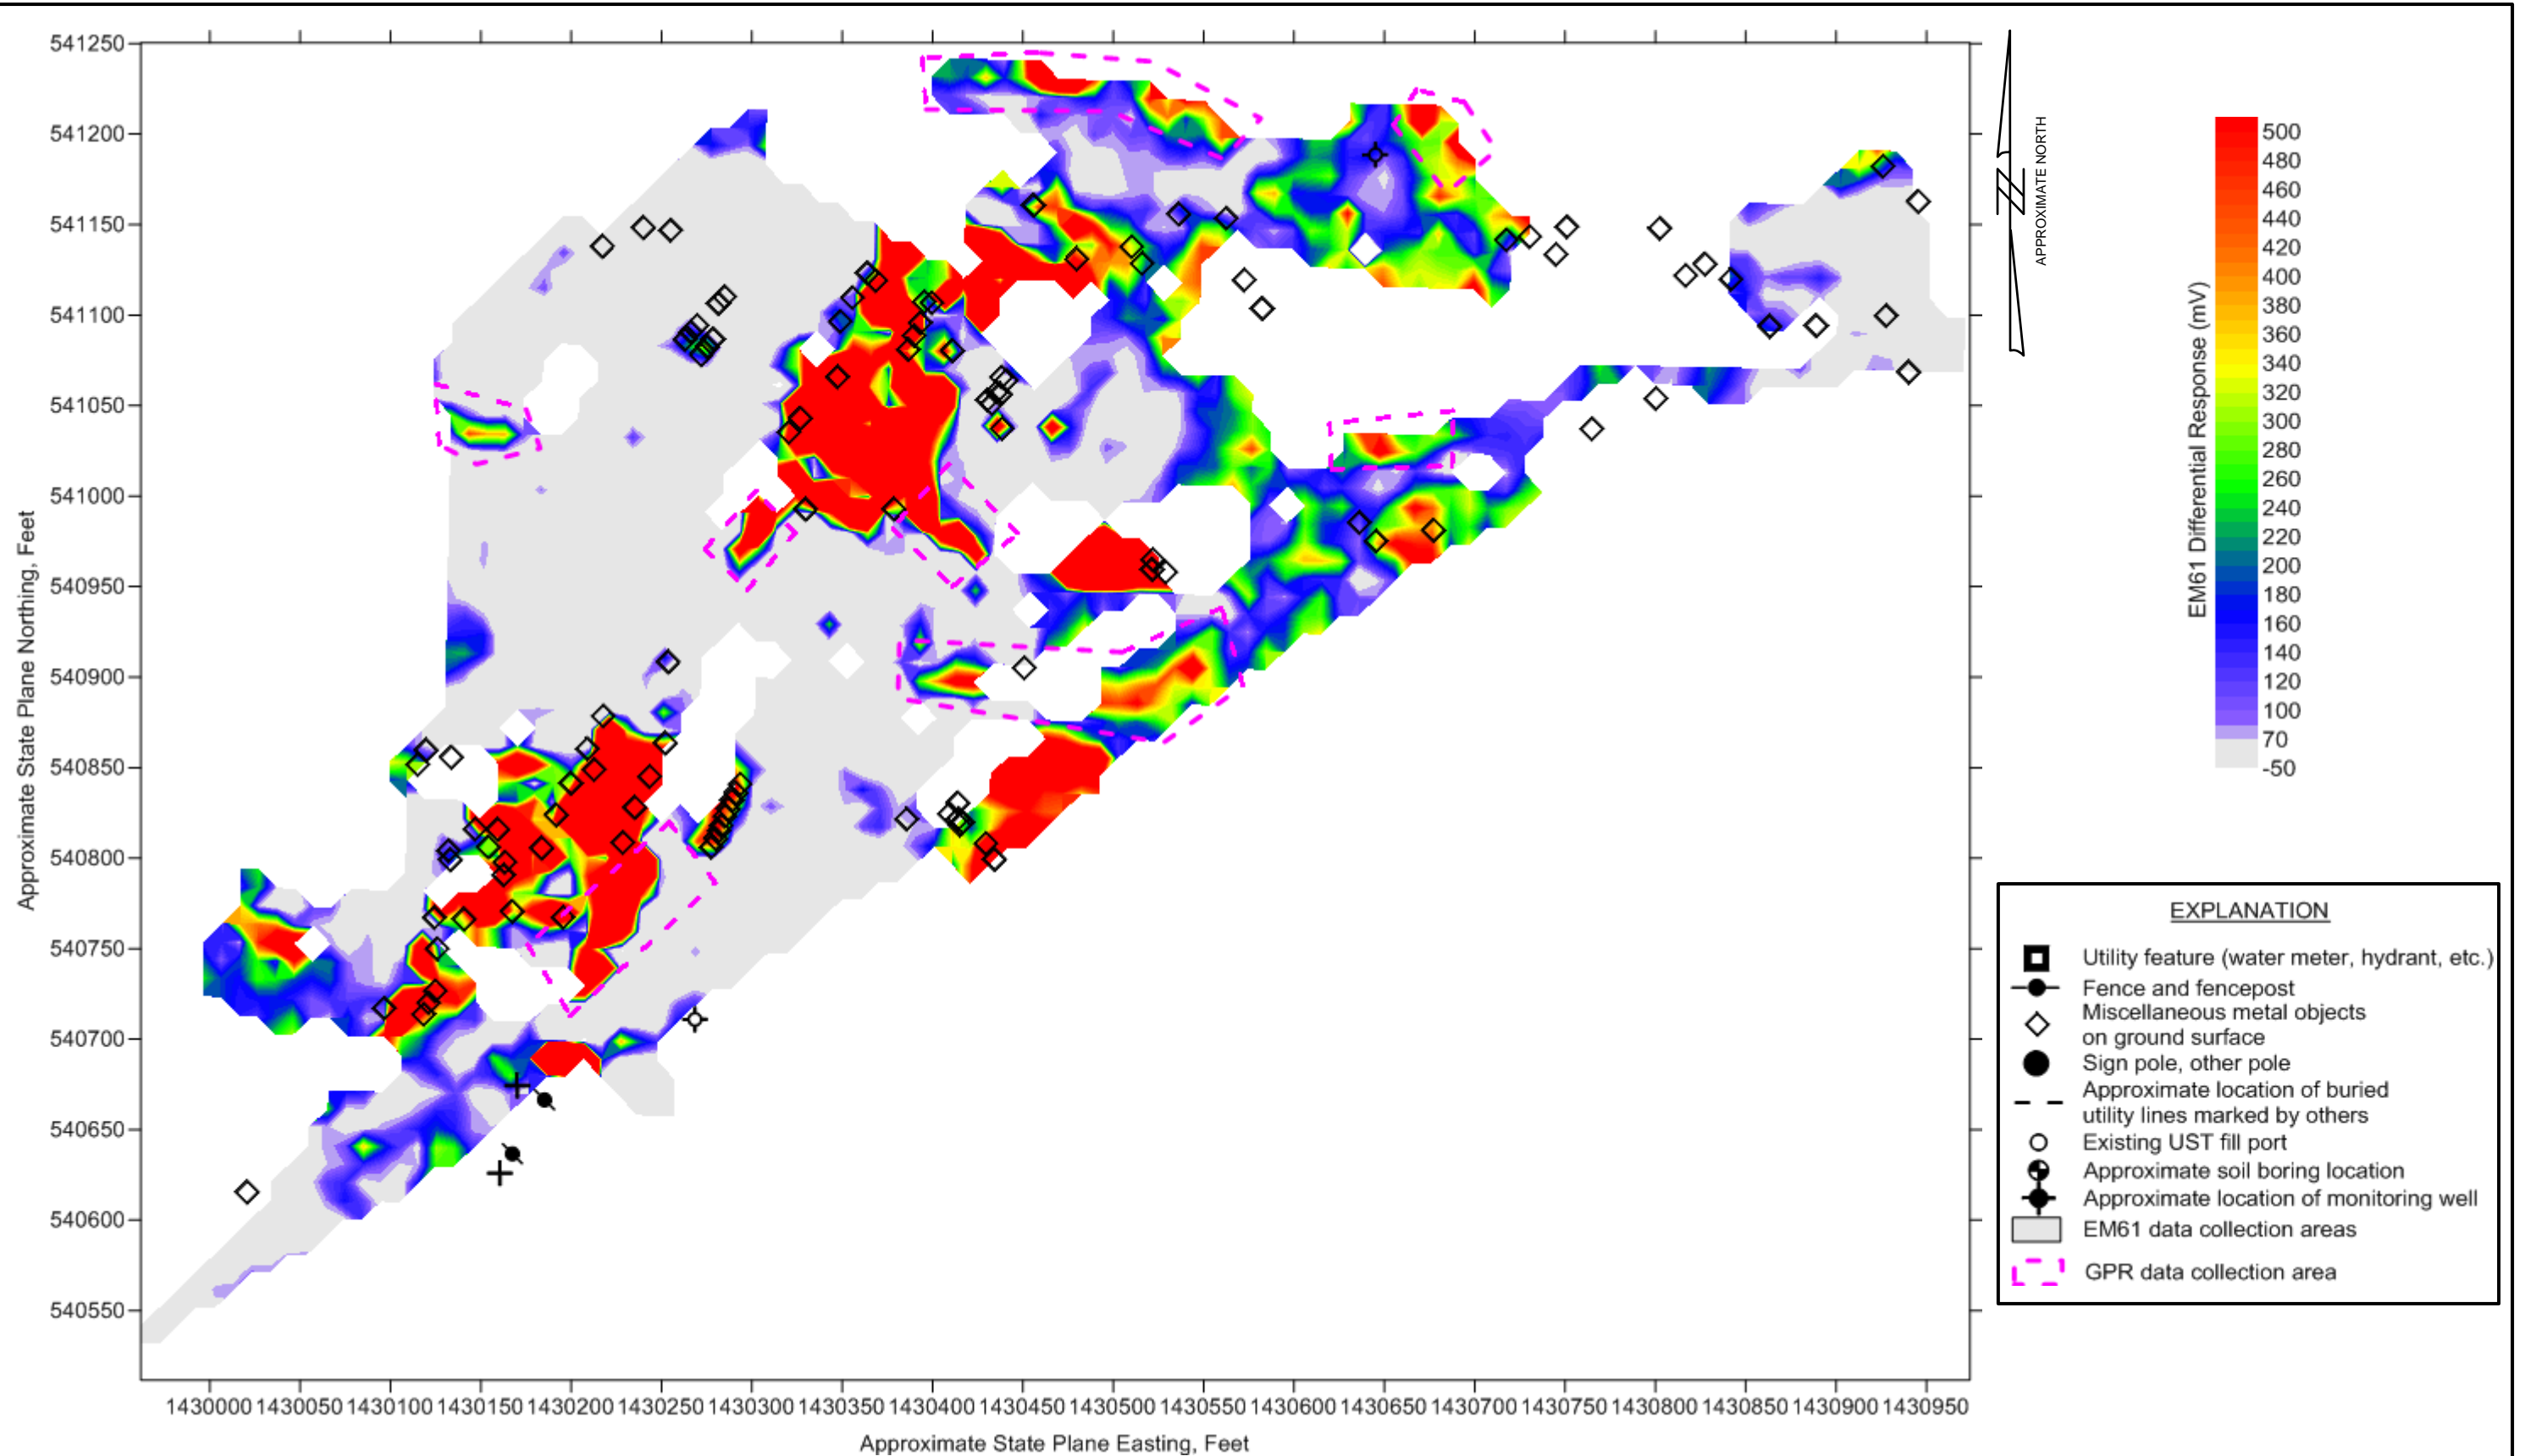 541250
541200
541150
541100
541050
541000
540950
540900
540850
540800
540750
540700
540650
540600
540550
Approximate State Plane Northing, Feet
1430000 1430050 1430100 1430150 1430200 1430250 1430300 1430350 1430400 1430450 1430500 1430550 1430600 1430650 1430700 1430750 1430800 1430850 1430900 1430950
Approximate State Plane Easting, Feet
APPROXIMATE NORTH
EM61 Differential Response (mV)
500
480
460
440
420
400
380
360
340
320
300
280
260
240
220
200
180
160
140
120
100
70
-50
EXPLANATION
Utility feature (water meter, hydrant, etc.)
Fence and fencepost
Miscellaneous metal objects
on ground surface
Sign pole, other pole
Approximate location of buried
utility lines marked by others
Existing UST fill port
Approximate soil boring location
Approximate location of monitoring well
EM61 data collection areas
GPR data collection area